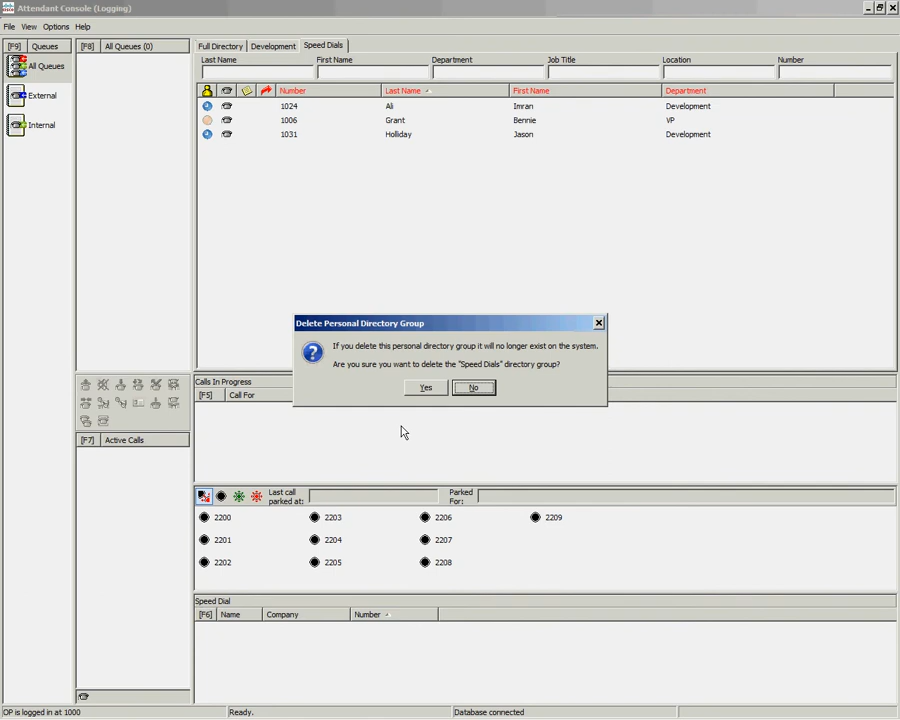 Attendant Console (Logging)
File View Options Help
[F9] Queues
All Queues
External
Internal
[F8] All Queues (0)
Full Directory Development Speed Dials
Last Name First Name Department Job Title Location Number
Number Last Name First Name Department
1024 Ali Imran Development
1006 Grant Bennie VP
1031 Holliday Jason Development
Delete Personal Directory Group
If you delete this personal directory group it will no longer exist on the system.
Are you sure you want to delete the "Speed Dials" directory group?
Yes No
Calls In Progress
[F5] Call For
[F7] Active Calls
Last call parked at:
Parked For:
2200 2203 2206 2209
2201 2204 2207
2202 2205 2208
Speed Dial
[F6] Name Company Number
OP is logged in at 1000 Ready. Database connected